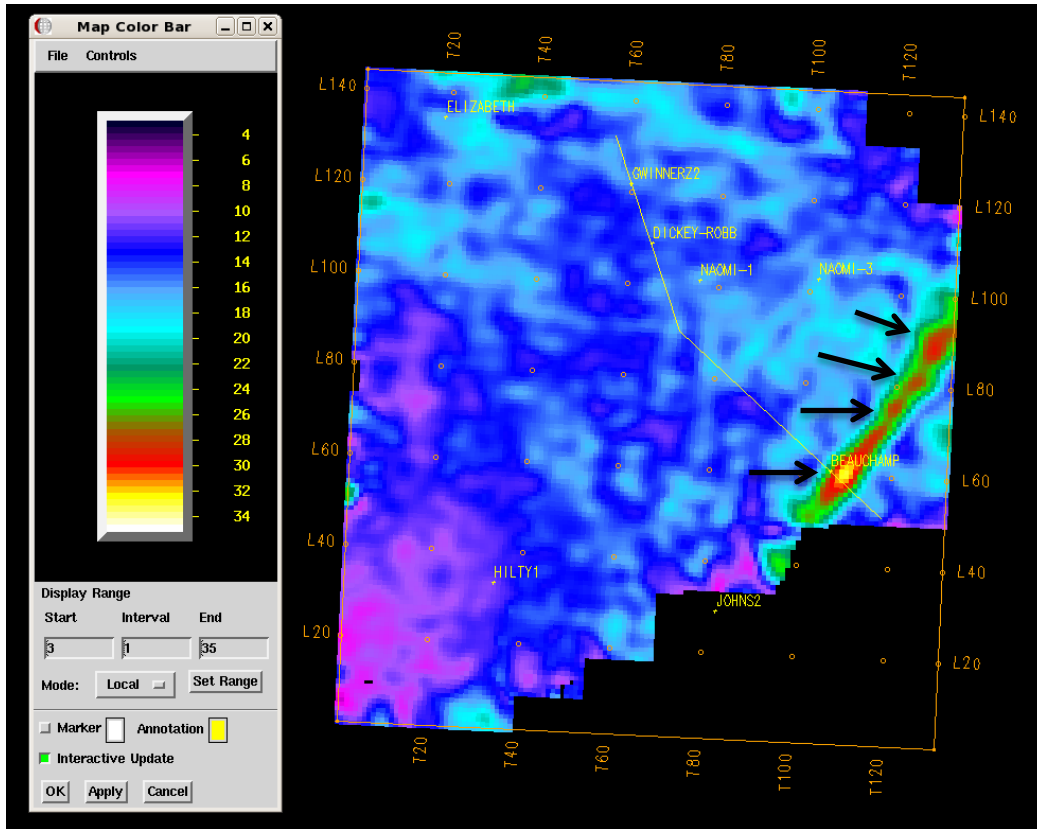 Map Color Bar
File Controls
4
6
8
10
12
14
16
18
20
22
24
26
28
30
32
34
Display Range
Start Interval End
3 1 35
Mode: Local Set Range
Marker Annotation
Interactive Update
OK Apply Cancel
T20 T40 T60 T80 T100 T120
L140 L140
ELIZABETH
L120 L120
GWINNERZ2
DICKEY-ROBB
L100 NAOMI-1 NAOMI-3 L100
L80 L80
L60 BEAUCHAMP L60
L40 L40
HILTY1
JOHNS2
L20 L20
T20 T40 T60 T80 T100 T120